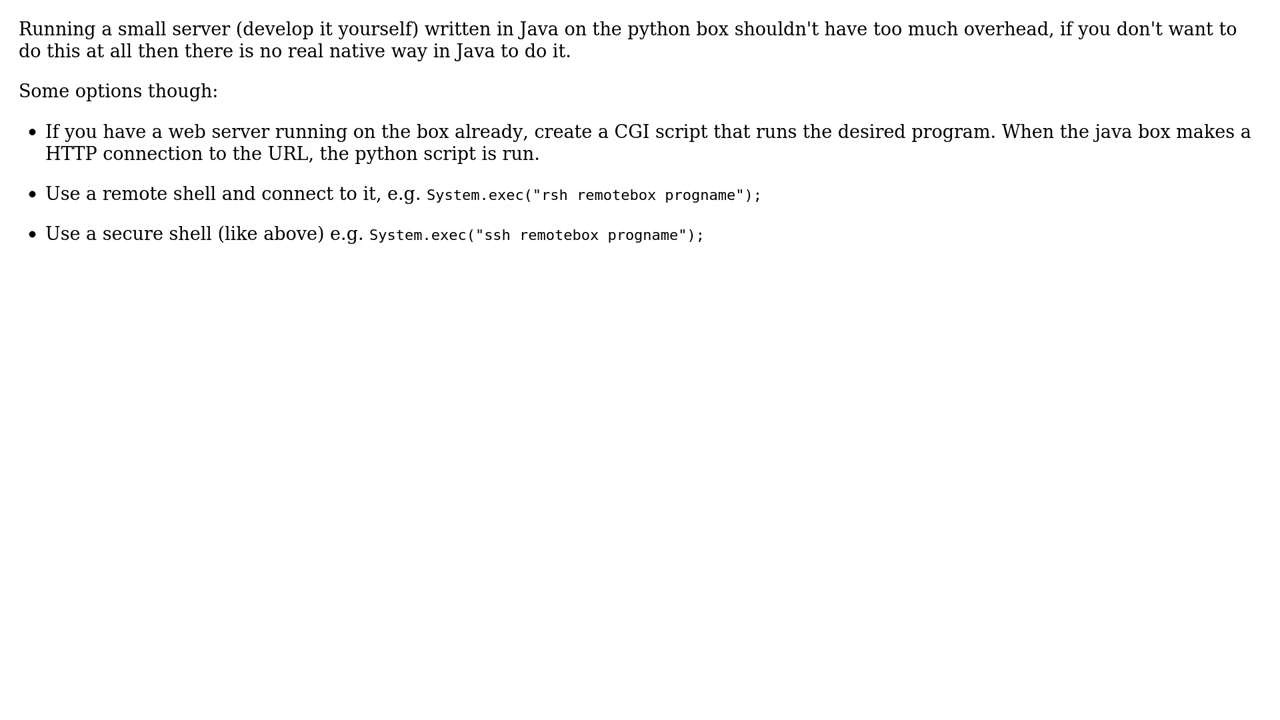 Running a small server (develop it yourself) written in Java on the python box shouldn't have too much overhead, if you don't want to
do this at all then there is no real native way in Java to do it.
Some options though:
• If you have a web server running on the box already, create a CGI script that runs the desired program. When the java box makes a
HTTP connection to the URL, the python script is run.
• Use a remote shell and connect to it, e.g. System.exec("rsh remotebox progname");
• Use a secure shell (like above) e.g. System.exec("ssh remotebox progname");